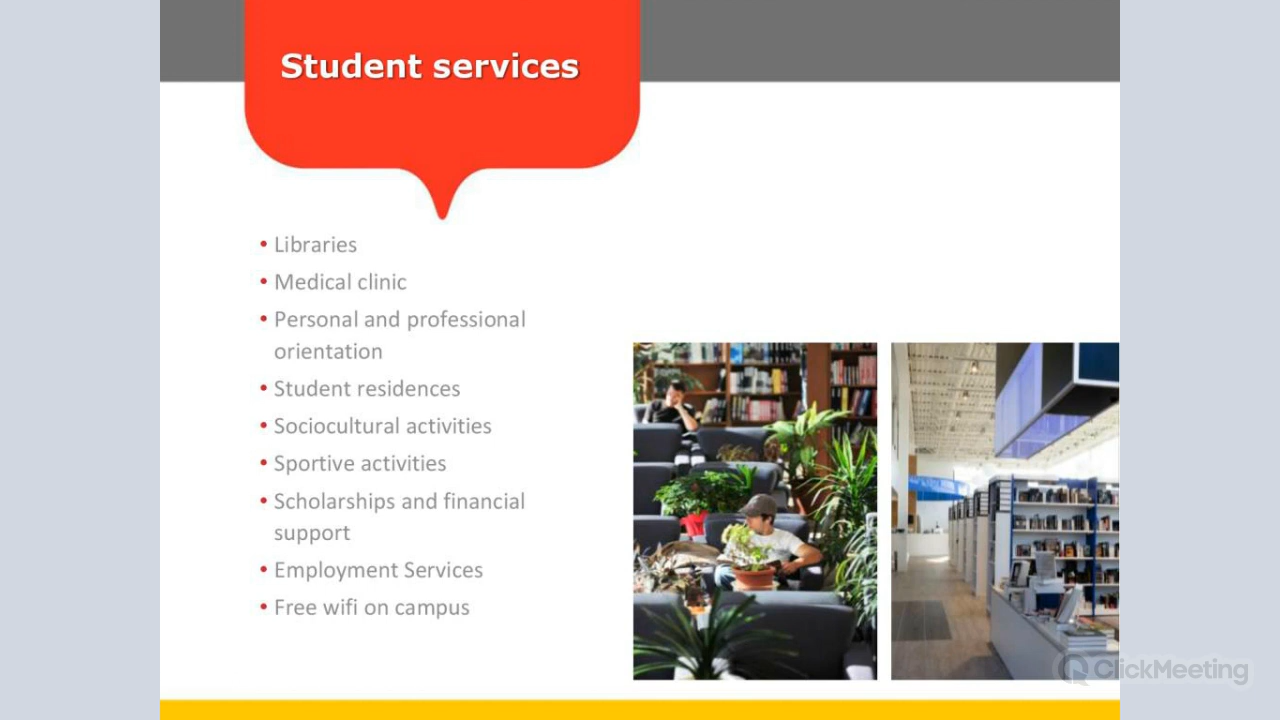 Student services
• Libraries
• Medical clinic
• Personal and professional
orientation
• Student residences
• Sociocultural activities
• Sportive activities
• Scholarships and financial
support
• Employment Services
• Free wifi on campus
ClickMeeting